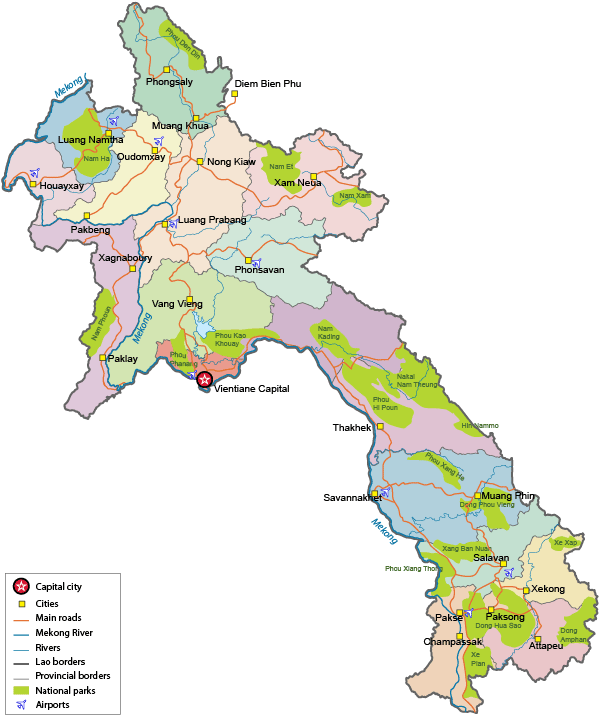 Phou Den Din
Mekong
Phongsaly
Diem Bien Phu
Muang Khua
Luang Namtha
Nam Ha
Oudomxay
Nong Kiaw
Nam Et
Xam Neua
Nam Xam
Houayxay
Pakbeng
Luang Prabang
Xagnaboury
Phonsavan
Vang Vieng
Nam Phoun
Mekong
Phou Kao
Khouay
Nam
Kading
Paklay
Phou
Phanang
Vientiane Capital
Nakai
Nam Theung
Phou
Hi Poun
Thakhek
Hin Nammo
Phou Xang He
Savannakhet
Muang Phin
Dong Phou Vieng
Mekong
Xang Ban Nuan
Xe Xap
Salavan
Phou Xiang Thong
Xekong
Pakse
Paksong
Dong Hua Sao
Champassak
Dong
Amphan
Attapeu
Xe
Pian
Capital city
Cities
Main roads
Mekong River
Rivers
Lao borders
Provincial borders
National parks
Airports